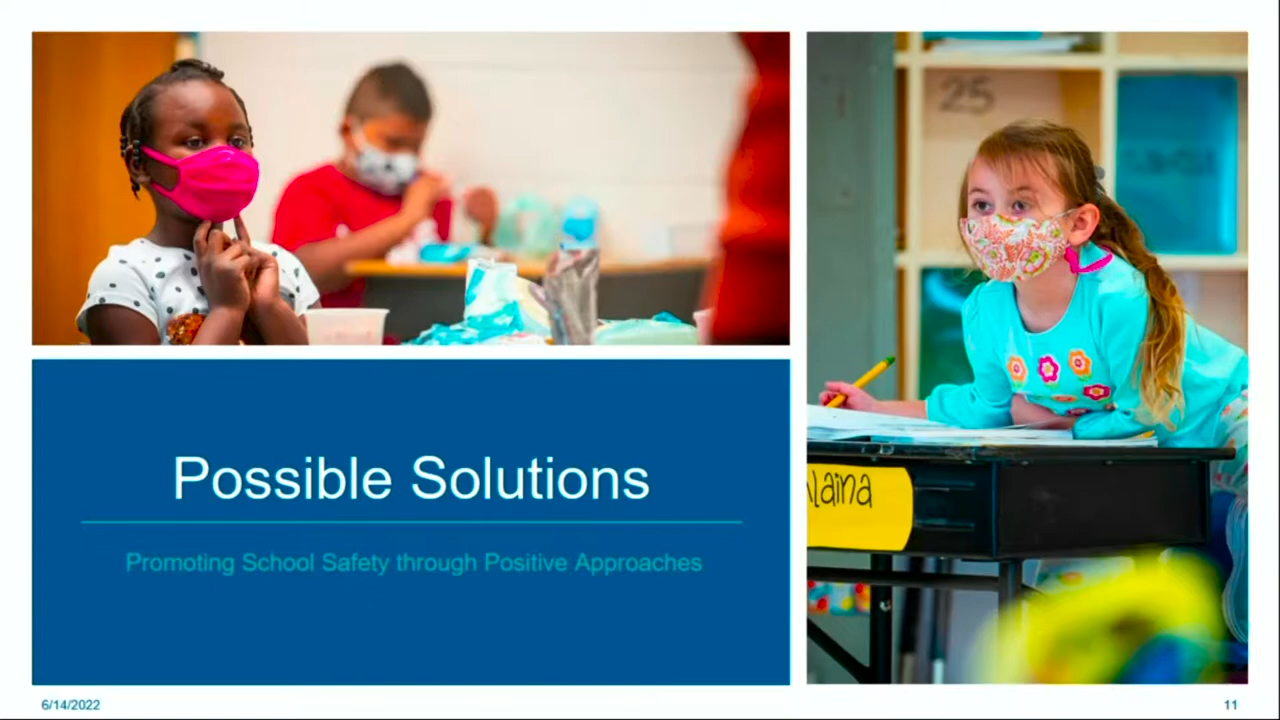 25
Possible Solutions
Promoting School Safety through Positive Approaches
laina
6/14/2022
11